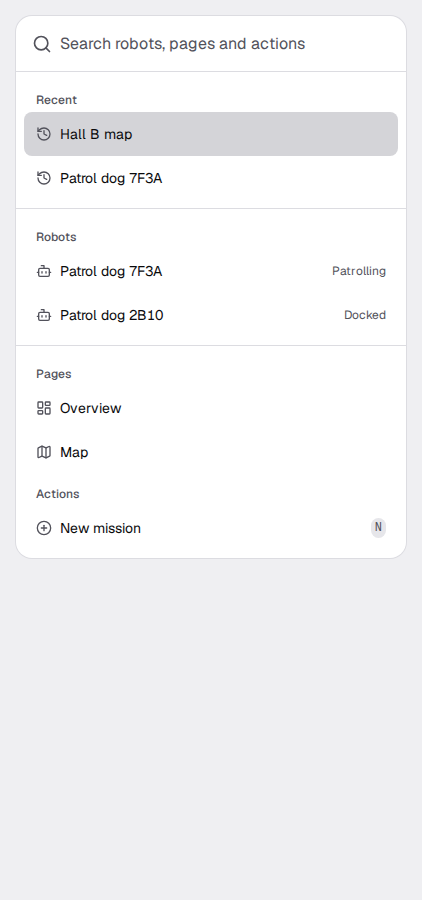 Search robots, pages and actions
Recent
Hall B map
Patrol dog 7F3A
Robots
Patrol dog 7F3A Patrolling
Patrol dog 2B10 Docked
Pages
Overview
Map
Actions
New mission N